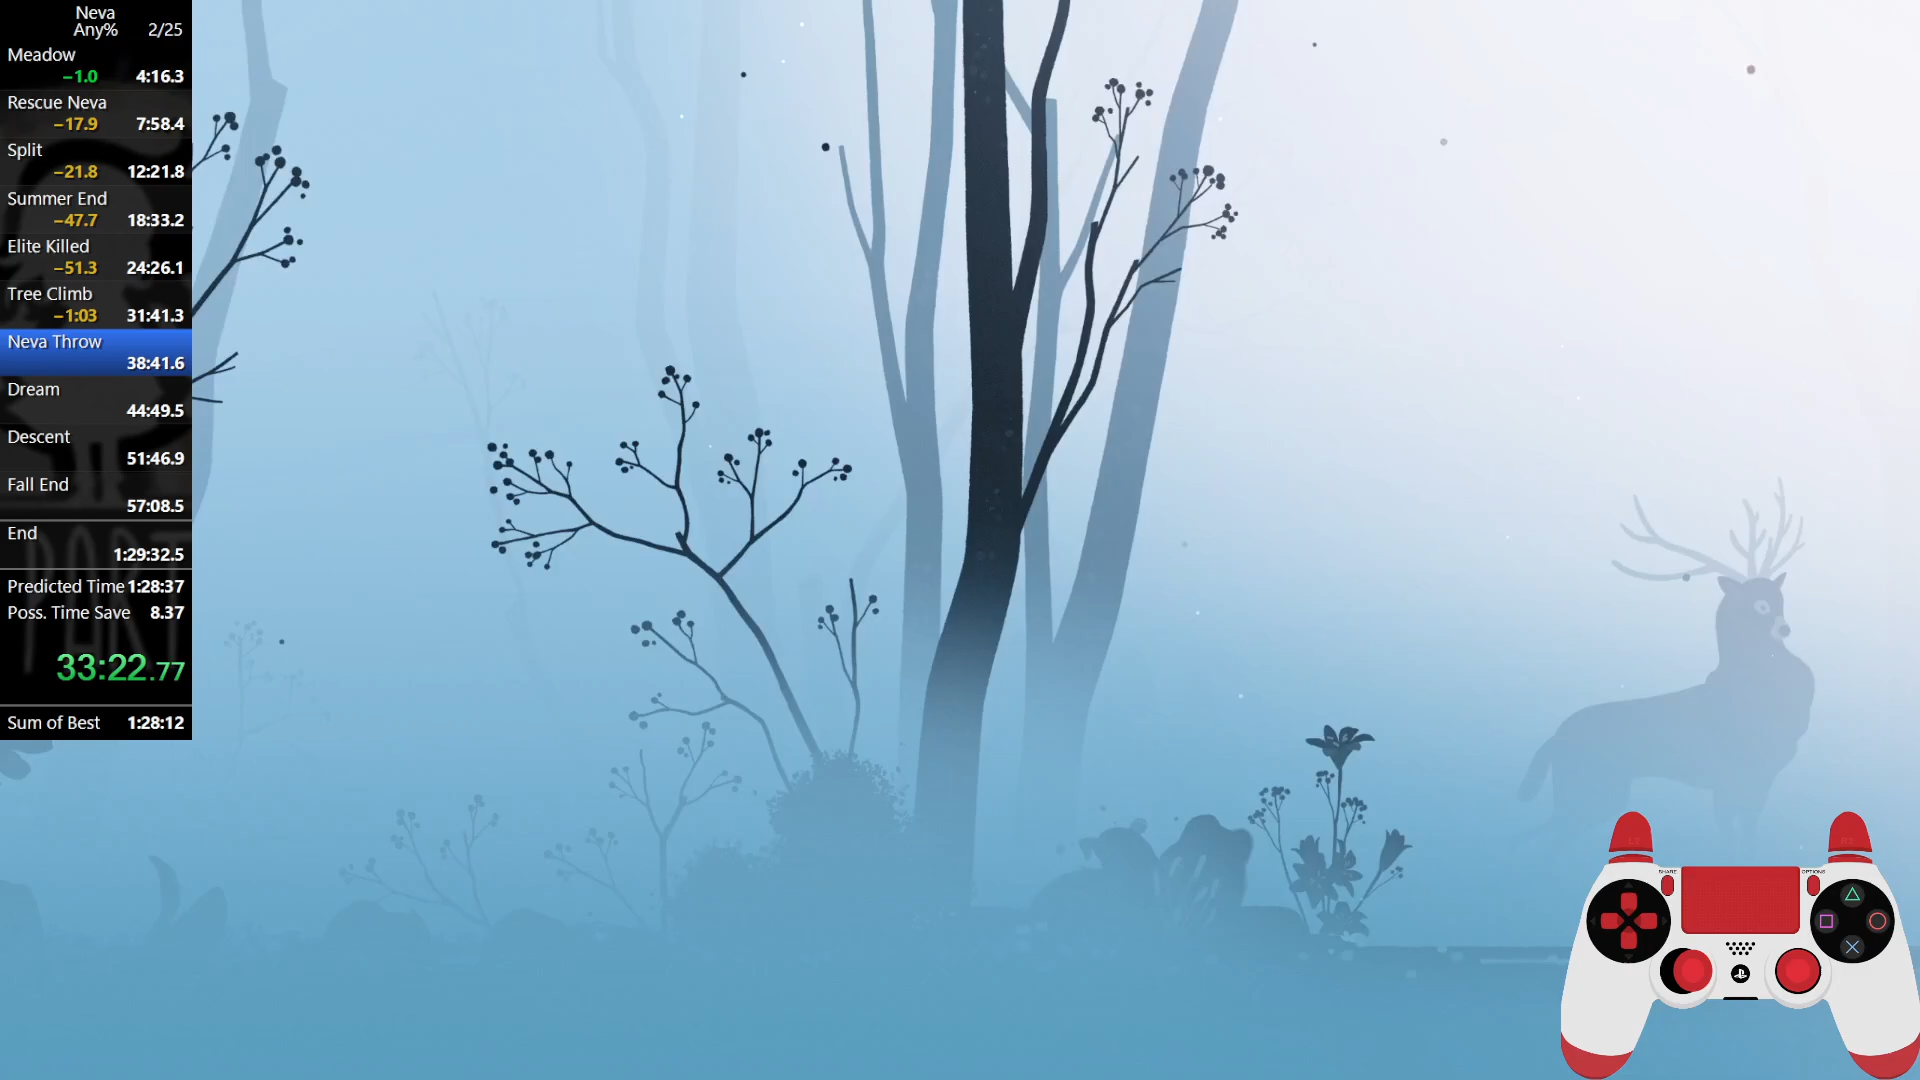 Neva
Any% 2/25
Meadow
−1.0 4:16.3
Rescue Neva
−17.9 7:58.4
Split
−21.8 12:21.8
Summer End
−47.7 18:33.2
Elite Killed
−51.3 24:26.1
Tree Climb
−1:03 31:41.3
Neva Throw
38:41.6
Dream
44:49.5
Descent
51:46.9
Fall End
57:08.5
End
1:29:32.5
Predicted Time 1:28:37
Poss. Time Save 8.37
33:22.77
Sum of Best 1:28:12
SHARE
OPTIONS